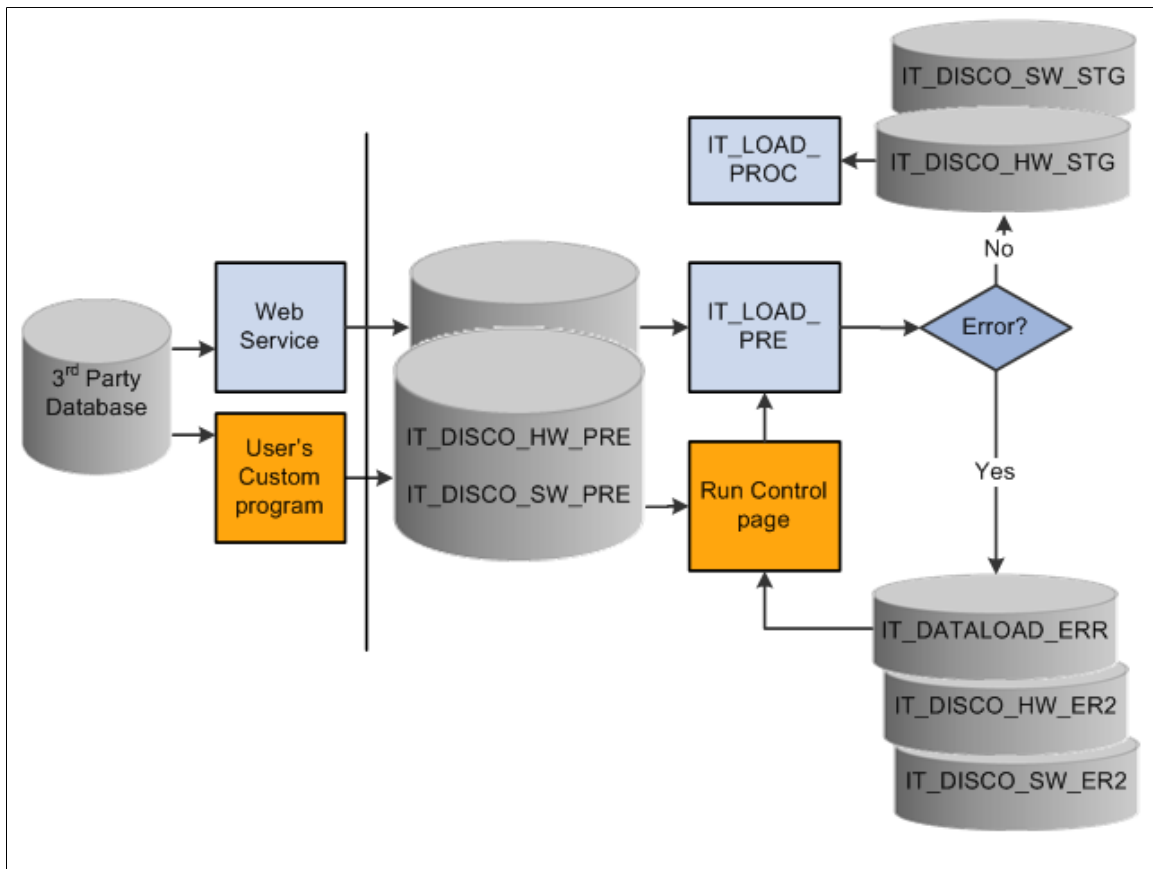 3rd Party
Database
Web
Service
User's
Custom
program
IT_DISCO_HW_PRE
IT_DISCO_SW_PRE
IT_LOAD_
PRE
Run Control
page
IT_LOAD_
PROC
IT_DISCO_SW_STG
IT_DISCO_HW_STG
No
Error?
Yes
IT_DATALOAD_ERR
IT_DISCO_HW_ER2
IT_DISCO_SW_ER2